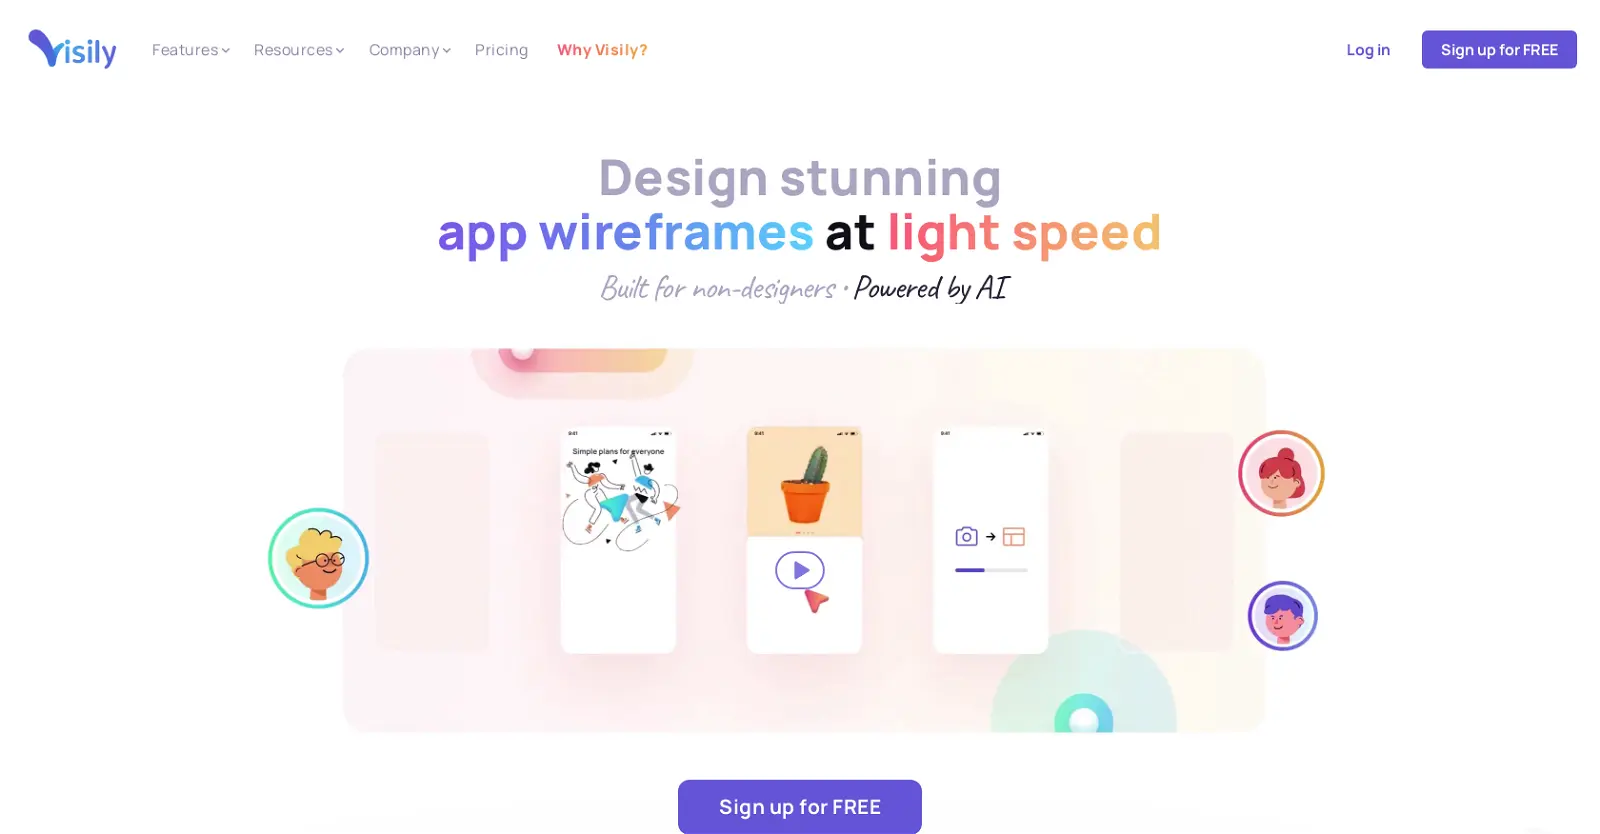 Visily
Features
Resources
Company
Pricing
Why Visily?
Log in
Sign up for FREE
Design stunning
app wireframes at light speed
Built for non-designers • Powered by AI
9:41
Simple plans for everyone
9:41
9:41
Sign up for FREE